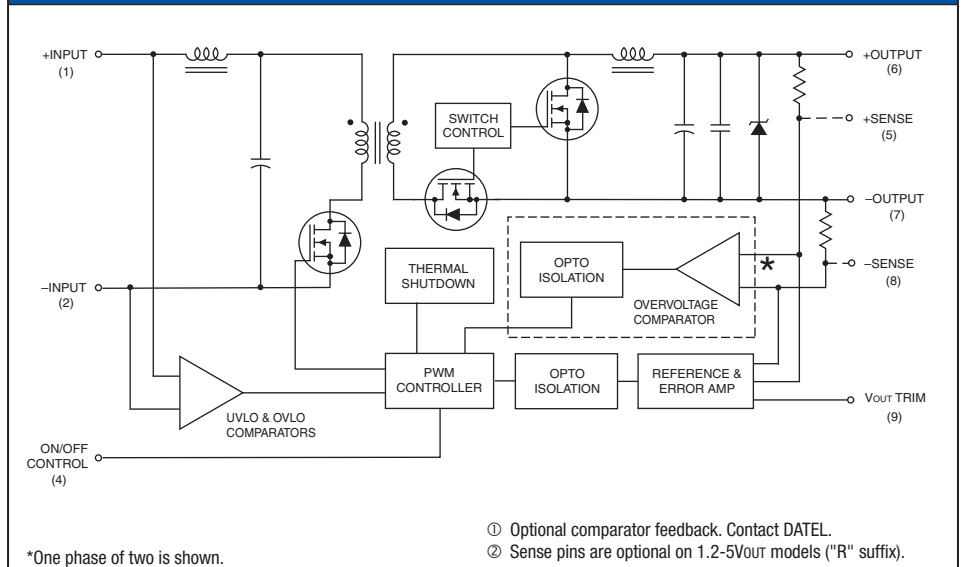 +INPUT
(1)
+OUTPUT
(6)
SWITCH
CONTROL
+SENSE
(5)
–OUTPUT
(7)
–INPUT
(2)
THERMAL
SHUTDOWN
OPTO
ISOLATION
*
–SENSE
(8)
OVERVOLTAGE
COMPARATOR
PWM
CONTROLLER
OPTO
ISOLATION
REFERENCE &
ERROR AMP
VOUT TRIM
(9)
UVLO & OVLO
COMPARATORS
ON/OFF
CONTROL
(4)
① Optional comparator feedback. Contact DATEL.
*One phase of two is shown.
② Sense pins are optional on 1.2-5VOUT models ("R" suffix).